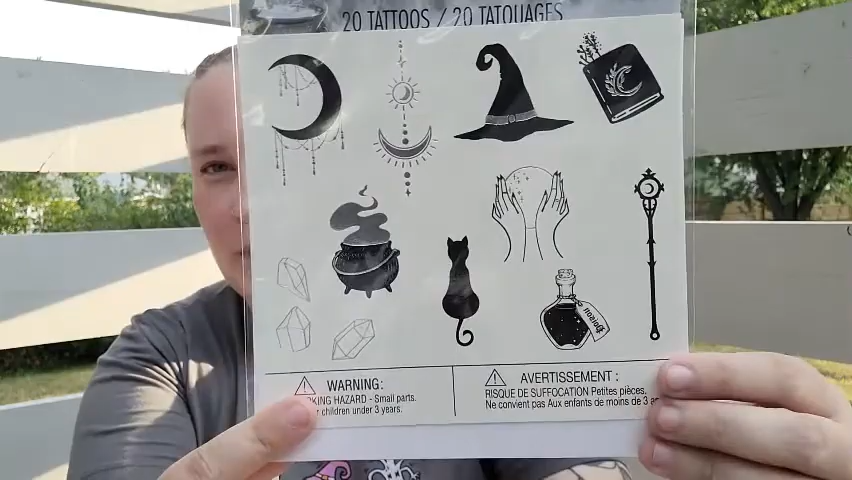 20 TATTOOS / 20 TATOUAGES
poison
WARNING:
HAZARD - Small parts.
children under 3 years.
AVERTISSEMENT :
RISQUE DE SUFFOCATION Petites pièces.
Ne convient pas Aux enfants de moins de 3